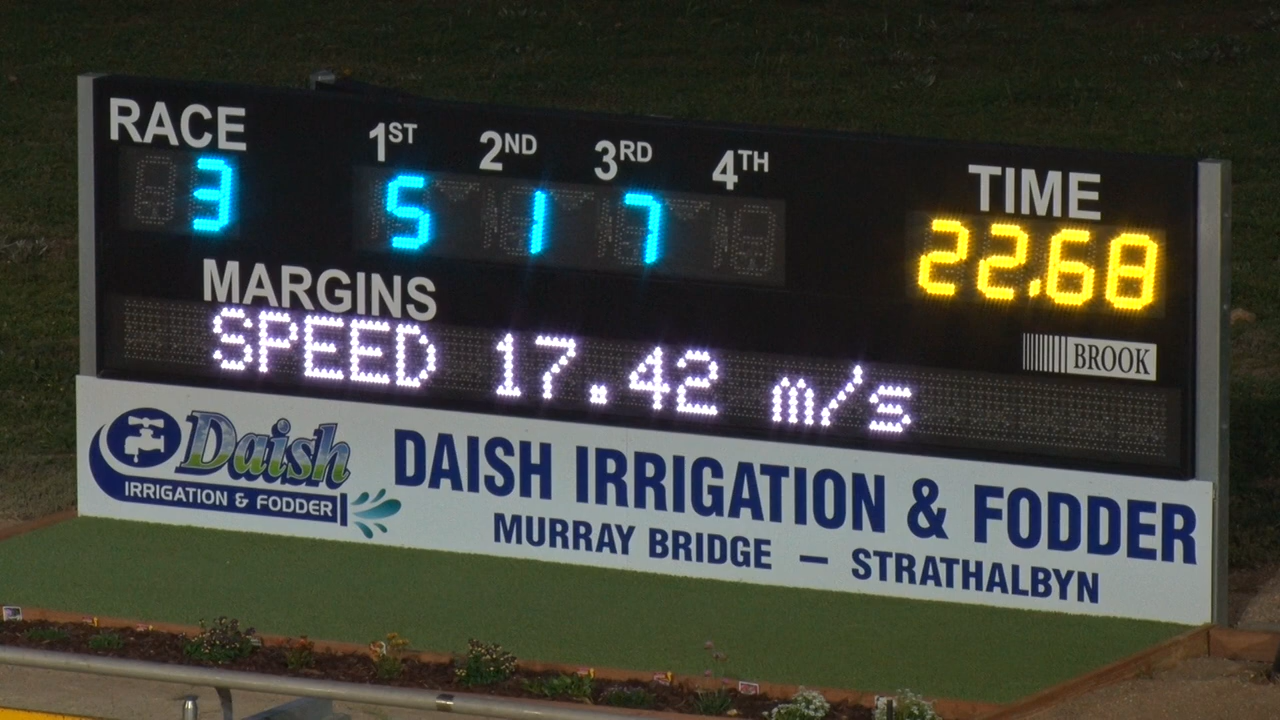 RACE 1ST 2ND 3RD 4TH TIME
3 5 1 7 22.68
MARGINS
BROOK
SPEED 17.42 m/s
Daish
IRRIGATION & FODDER
DAISH IRRIGATION & FODDER
MURRAY BRIDGE — STRATHALBYN